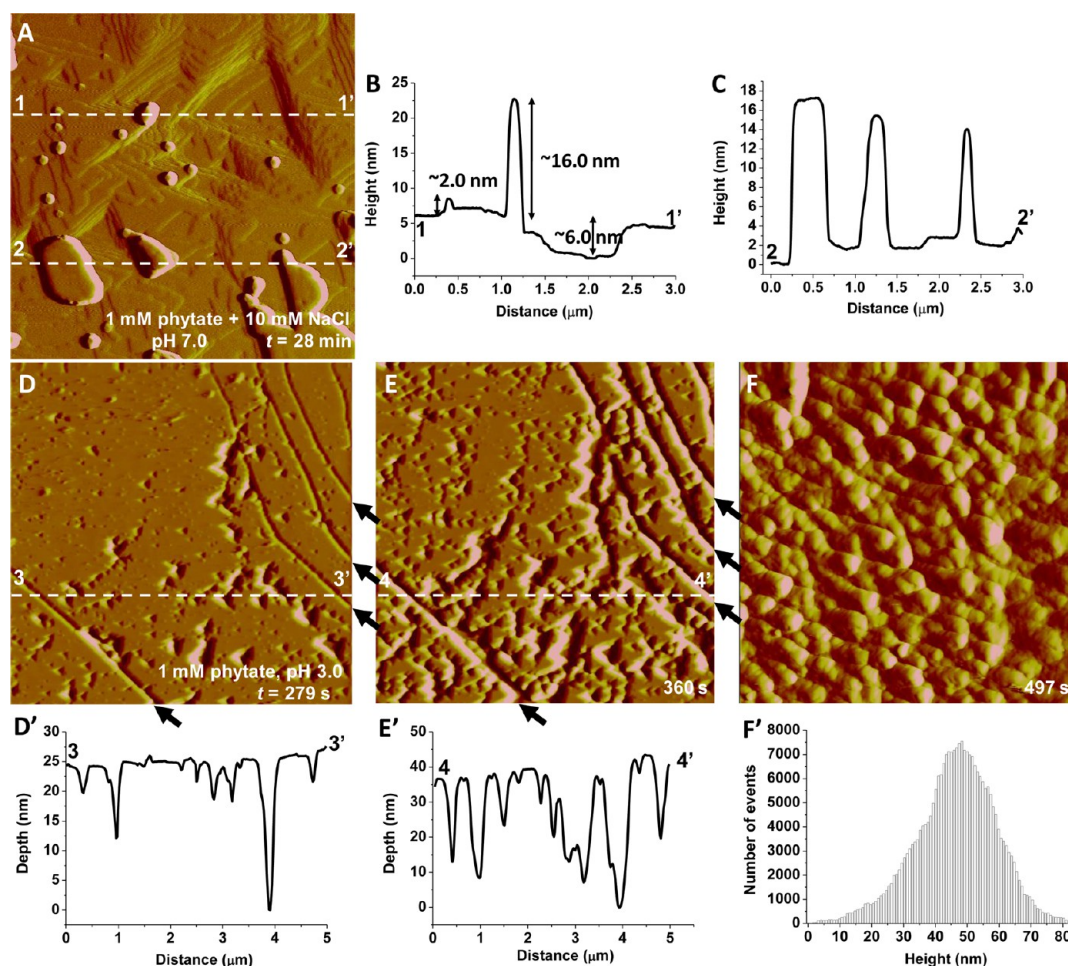 A
1 1'
2 2'
1 mM phytate + 10 mM NaCl
pH 7.0 t = 28 min
B
25
20
15
10
5
0
Height (nm)
~2.0 nm
~16.0 nm
~6.0 nm
1 1'
0.0 0.5 1.0 1.5 2.0 2.5 3.0
Distance (μm)
C
18
16
14
12
10
8
6
4
2
0
Height (nm)
2 2'
0.0 0.5 1.0 1.5 2.0 2.5 3.0
Distance (μm)
D
3 3'
1 mM phytate, pH 3.0
t = 279 s
E
4 4'
360 s
F
497 s
D'
30
25
20
15
10
5
0
Depth (nm)
3 3'
0 1 2 3 4 5
Distance (μm)
E'
50
40
30
20
10
0
Depth (nm)
4 4'
0 1 2 3 4 5
Distance (μm)
F'
8000
7000
6000
5000
4000
3000
2000
1000
0
Number of events
0 10 20 30 40 50 60 70 80
Height (nm)